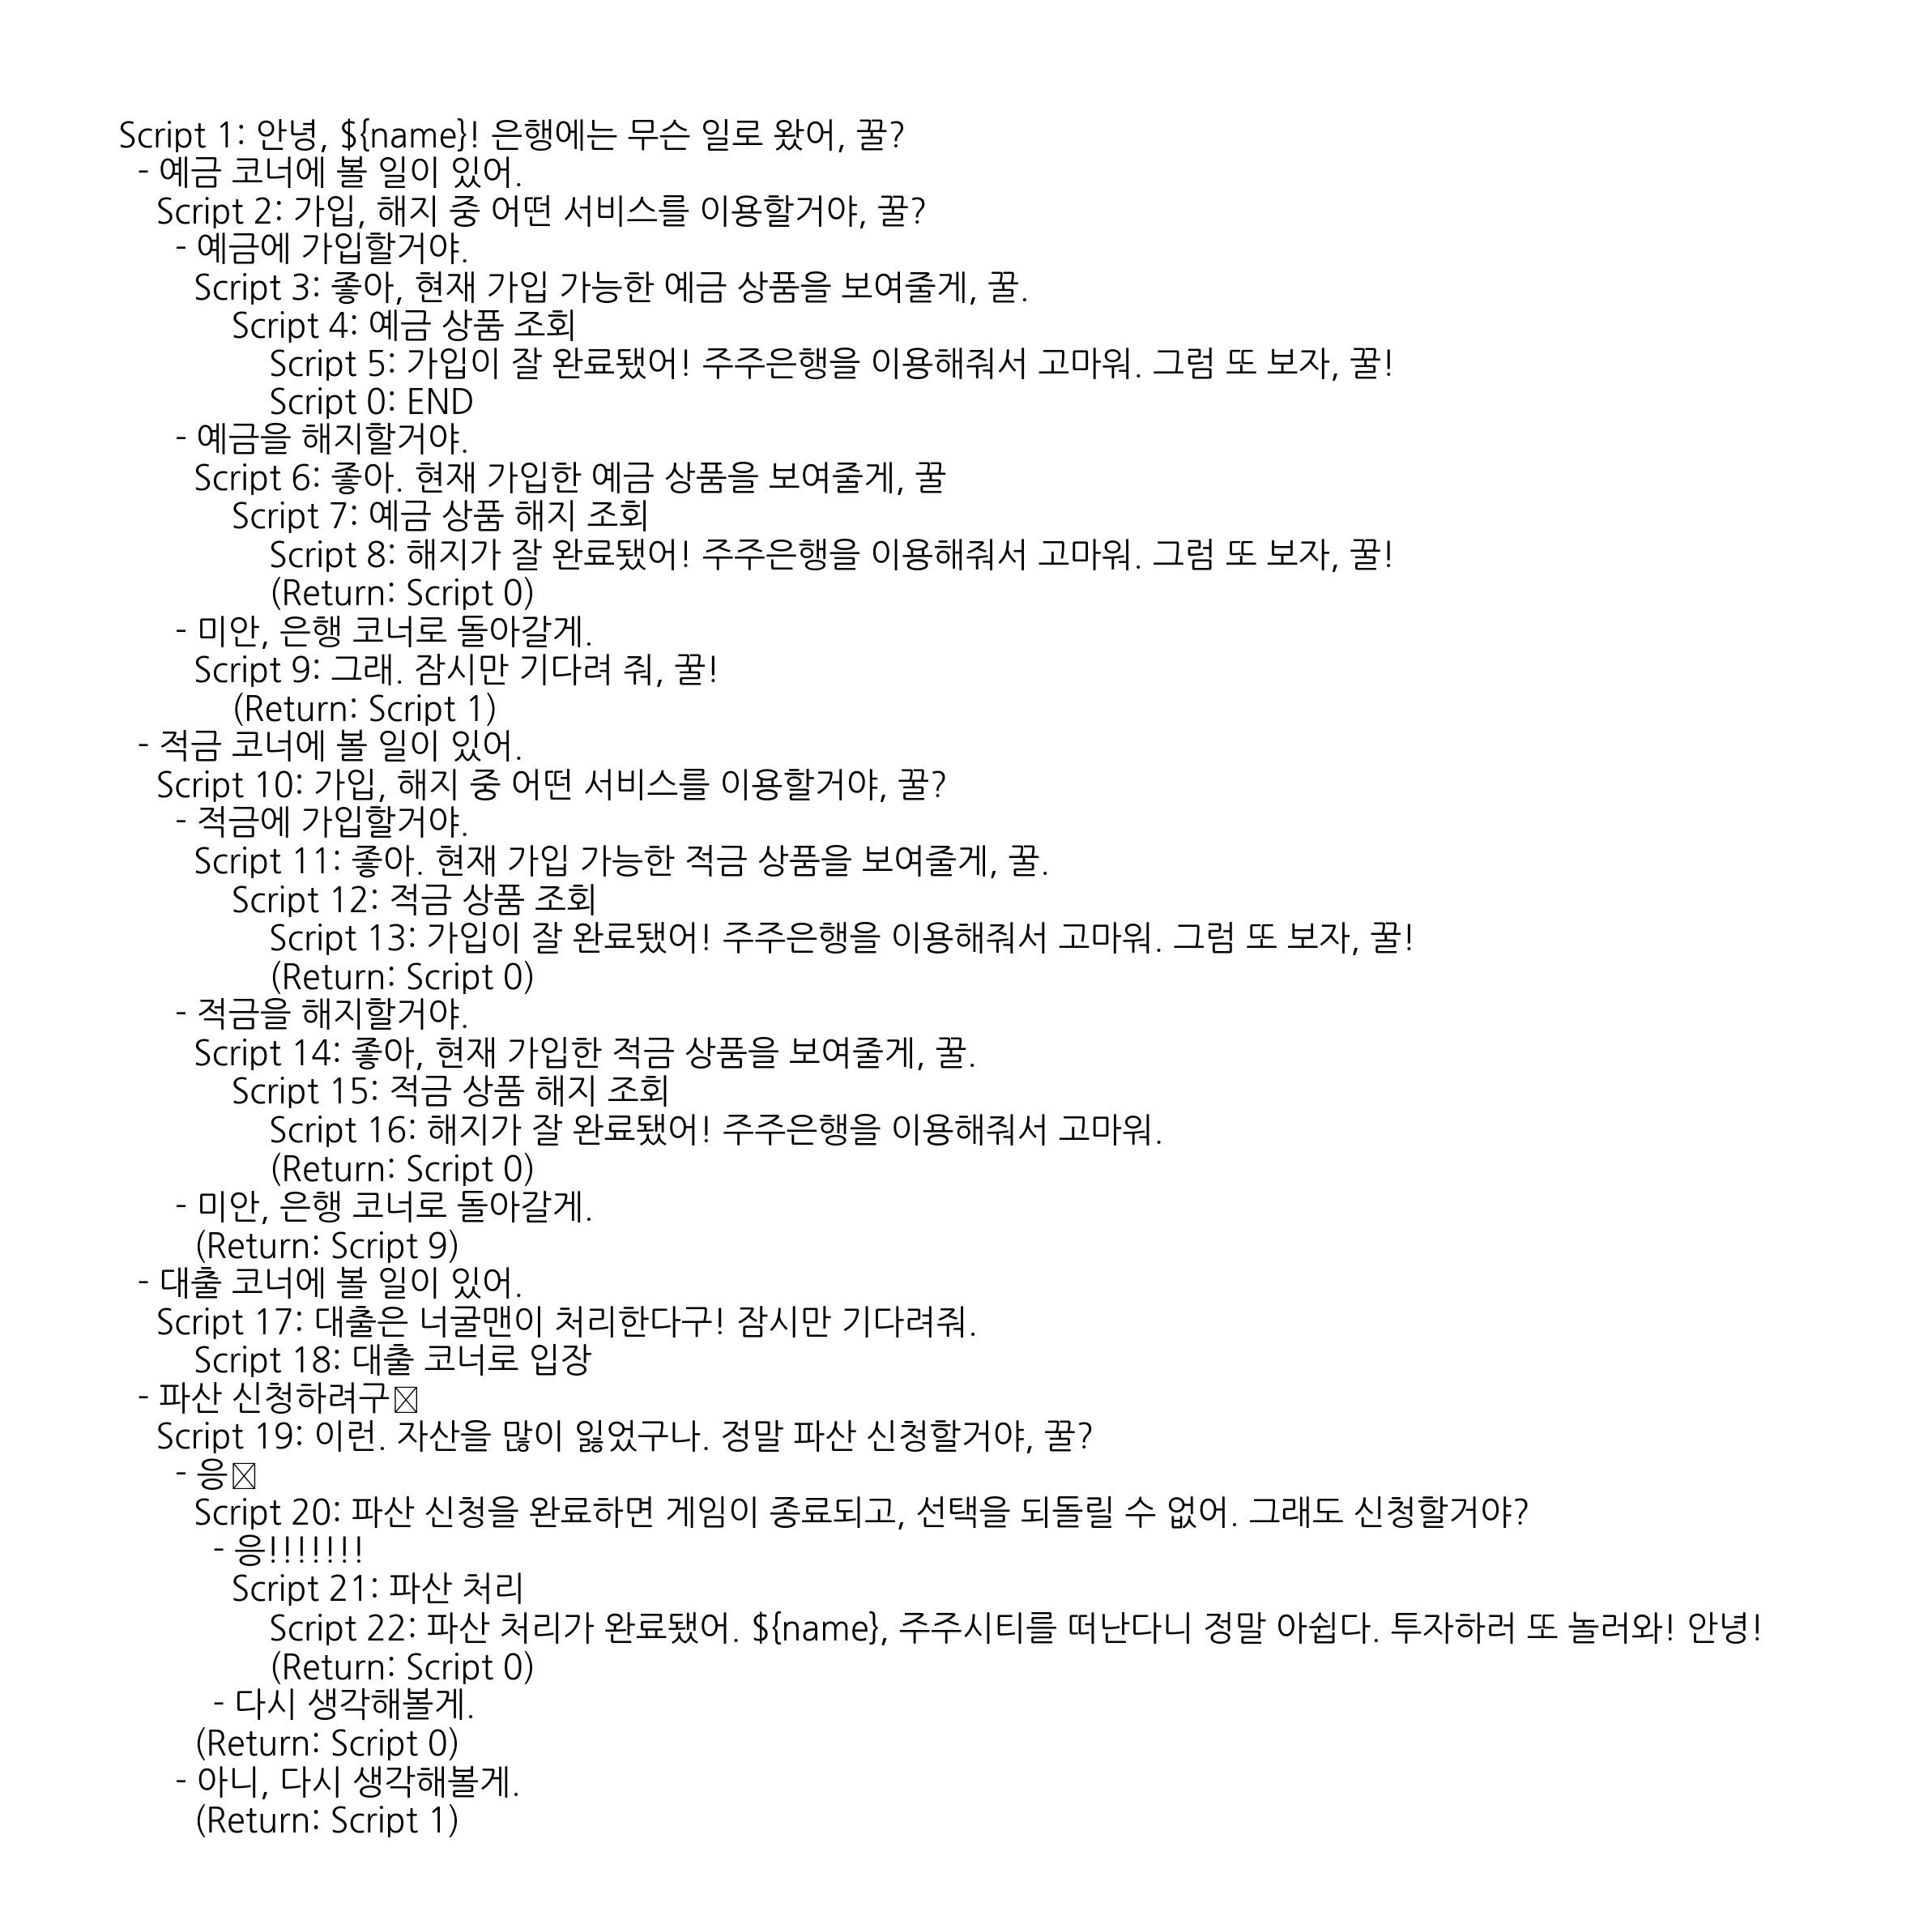 Script 1: 안녕, ${name}! 은행에는 무슨 일로 왔어, 꿀?
- 예금 코너에 볼 일이 있어.
Script 2: 가입, 해지 중 어떤 서비스를 이용할거야, 꿀?
- 예금에 가입할거야.
Script 3: 좋아, 현재 가입 가능한 예금 상품을 보여줄게, 꿀.
Script 4: 예금 상품 조회
Script 5: 가입이 잘 완료됐어! 주주은행을 이용해줘서 고마워. 그럼 또 보자, 꿀!
Script 0: END
- 예금을 해지할거야.
Script 6: 좋아. 현재 가입한 예금 상품을 보여줄게, 꿀
Script 7: 예금 상품 해지 조회
Script 8: 해지가 잘 완료됐어! 주주은행을 이용해줘서 고마워. 그럼 또 보자, 꿀!
(Return: Script 0)
- 미안, 은행 코너로 돌아갈게.
Script 9: 그래. 잠시만 기다려 줘, 꿀!
(Return: Script 1)
- 적금 코너에 볼 일이 있어.
Script 10: 가입, 해지 중 어떤 서비스를 이용할거야, 꿀?
- 적금에 가입할거야.
Script 11: 좋아. 현재 가입 가능한 적금 상품을 보여줄게, 꿀.
Script 12: 적금 상품 조회
Script 13: 가입이 잘 완료됐어! 주주은행을 이용해줘서 고마워. 그럼 또 보자, 꿀!
(Return: Script 0)
- 적금을 해지할거야.
Script 14: 좋아, 현재 가입한 적금 상품을 보여줄게, 꿀.
Script 15: 적금 상품 해지 조회
Script 16: 해지가 잘 완료됐어! 주주은행을 이용해줘서 고마워.
(Return: Script 0)
- 미안, 은행 코너로 돌아갈게.
(Return: Script 9)
- 대출 코너에 볼 일이 있어.
Script 17: 대출은 너굴맨이 처리한다구! 잠시만 기다려줘.
Script 18: 대출 코너로 입장
- 파산 신청하려구
Script 19: 이런. 자산을 많이 잃었구나. 정말 파산 신청할거야, 꿀?
- 응
Script 20: 파산 신청을 완료하면 게임이 종료되고, 선택을 되돌릴 수 없어. 그래도 신청할거야?
- 응!!!!!!!
Script 21: 파산 처리
Script 22: 파산 처리가 완료됐어. ${name}, 주주시티를 떠난다니 정말 아쉽다. 투자하러 또 놀러와! 안녕!
(Return: Script 0)
- 다시 생각해볼게.
(Return: Script 0)
- 아니, 다시 생각해볼게.
(Return: Script 1)